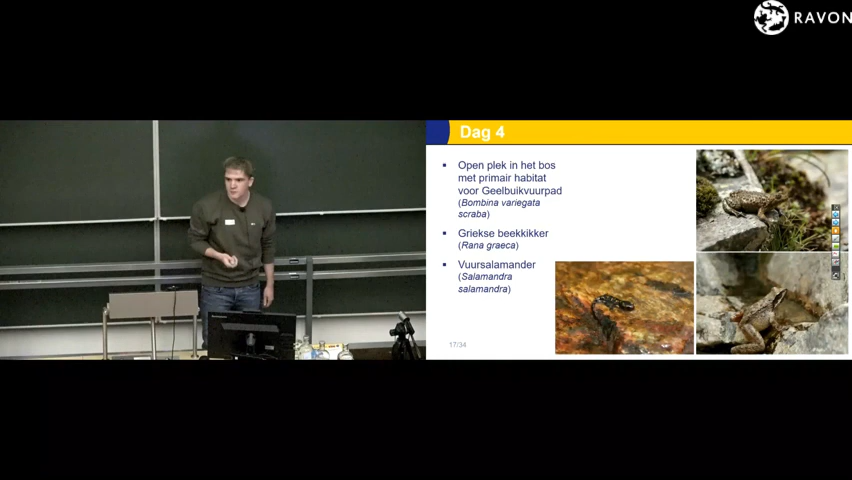 RAVON
Dag 4
Open plek in het bos
met primair habitat
voor Geelbuikvuurpad
(Bombina variegata
scraba)
Griekse beekkikker
(Rana graeca)
Vuursalamander
(Salamandra
salamandra)
17/34